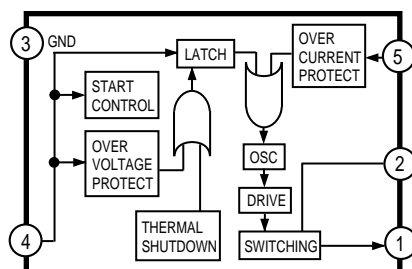 3
GND
LATCH
OVER
CURRENT
PROTECT
5
START
CONTROL
OVER
VOLTAGE
PROTECT
OSC
2
DRIVE
4
THERMAL
SHUTDOWN
SWITCHING
1